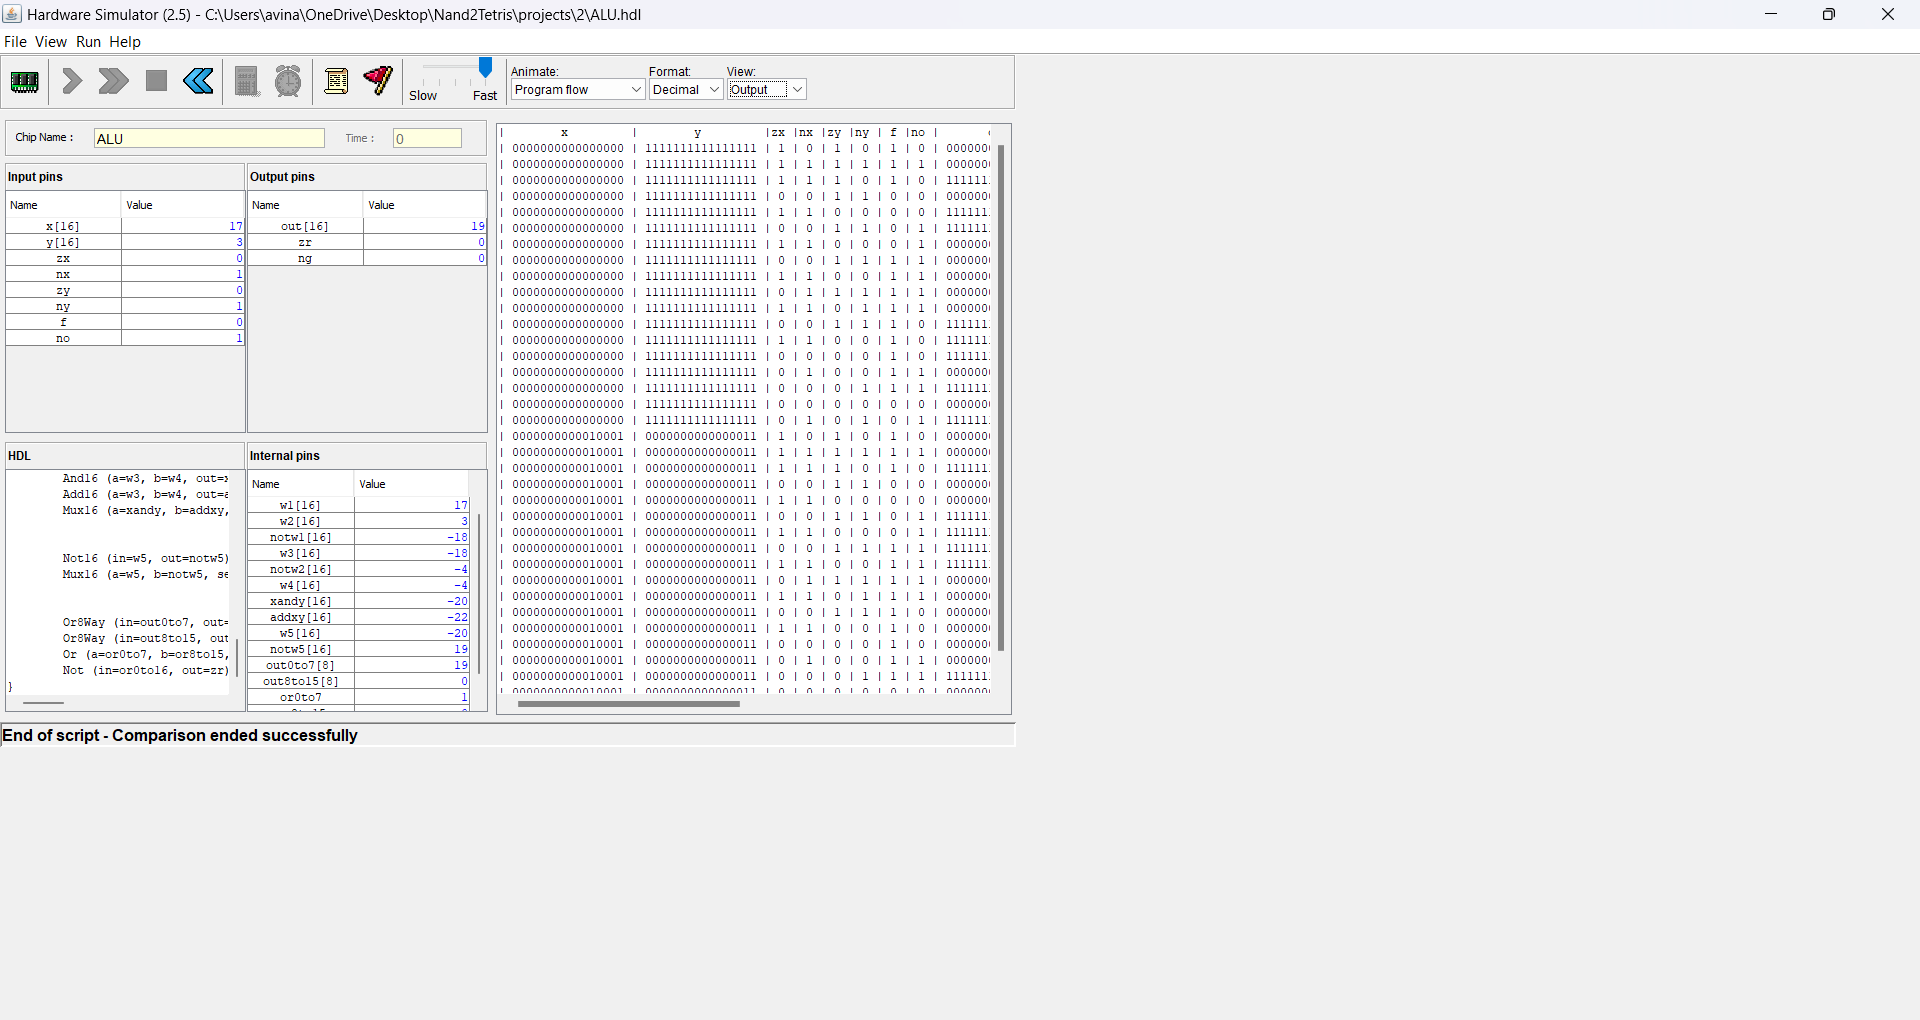 Hardware Simulator (2.5) - C:\Users\avina\OneDrive\Desktop\Nand2Tetris\projects\2\ALU.hdl
File View Run Help
Slow Fast
Animate: Format: View:
Program flow Decimal Output
Chip Name : ALU Time : 0
Input pins
Name Value
x[16] 17
y[16] 3
zx 0
nx 1
zy 0
ny 1
f 0
no 1
Output pins
Name Value
out[16] 19
zr 0
ng 0
HDL
And16 (a=w3, b=w4, out=
Add16 (a=w3, b=w4, out=
Mux16 (a=xandy, b=addxy,
Not16 (in=w5, out=notw5)
Mux16 (a=w5, b=notw5, se
Or8Way (in=out0to7, out=
Or8Way (in=out8to15, out
Or (a=or0to7, b=or8to15,
Not (in=or0to16, out=zr)
}
Internal pins
Name Value
w1[16] 17
w2[16] 3
notw1[16] -18
w3[16] -18
notw2[16] -4
w4[16] -4
xandy[16] -20
addxy[16] -22
w5[16] -20
notw5[16] 19
out0to7[8] 19
out8to15[8] 0
or0to7 1
| x | y |zx |nx |zy |ny | f |no |
| 0000000000000000 | 1111111111111111 | 1 | 0 | 1 | 0 | 1 | 0 | 000000
| 0000000000000000 | 1111111111111111 | 1 | 1 | 1 | 1 | 1 | 1 | 000000
| 0000000000000000 | 1111111111111111 | 1 | 1 | 1 | 0 | 1 | 0 | 111111
| 0000000000000000 | 1111111111111111 | 0 | 0 | 1 | 1 | 0 | 0 | 000000
| 0000000000000000 | 1111111111111111 | 1 | 1 | 0 | 0 | 0 | 0 | 111111
| 0000000000000000 | 1111111111111111 | 0 | 0 | 1 | 1 | 0 | 1 | 111111
| 0000000000000000 | 1111111111111111 | 1 | 1 | 0 | 0 | 0 | 1 | 000000
| 0000000000000000 | 1111111111111111 | 0 | 0 | 1 | 1 | 1 | 1 | 000000
| 0000000000000000 | 1111111111111111 | 1 | 1 | 0 | 0 | 1 | 1 | 000000
| 0000000000000000 | 1111111111111111 | 0 | 1 | 1 | 1 | 1 | 1 | 000000
| 0000000000000000 | 1111111111111111 | 1 | 1 | 0 | 1 | 1 | 1 | 000000
| 0000000000000000 | 1111111111111111 | 0 | 0 | 1 | 1 | 1 | 0 | 111111
| 0000000000000000 | 1111111111111111 | 1 | 1 | 0 | 0 | 1 | 0 | 111111
| 0000000000000000 | 1111111111111111 | 0 | 0 | 0 | 0 | 1 | 0 | 111111
| 0000000000000000 | 1111111111111111 | 0 | 1 | 0 | 0 | 1 | 1 | 000000
| 0000000000000000 | 1111111111111111 | 0 | 0 | 0 | 1 | 1 | 1 | 111111
| 0000000000000000 | 1111111111111111 | 0 | 0 | 0 | 0 | 0 | 0 | 000000
| 0000000000000000 | 1111111111111111 | 0 | 1 | 0 | 1 | 0 | 1 | 111111
| 0000000000010001 | 0000000000000011 | 1 | 0 | 1 | 0 | 1 | 0 | 000000
| 0000000000010001 | 0000000000000011 | 1 | 1 | 1 | 1 | 1 | 1 | 000000
| 0000000000010001 | 0000000000000011 | 1 | 1 | 1 | 0 | 1 | 0 | 111111
| 0000000000010001 | 0000000000000011 | 0 | 0 | 1 | 1 | 0 | 0 | 000000
| 0000000000010001 | 0000000000000011 | 1 | 1 | 0 | 0 | 0 | 0 | 000000
| 0000000000010001 | 0000000000000011 | 0 | 0 | 1 | 1 | 0 | 1 | 111111
| 0000000000010001 | 0000000000000011 | 1 | 1 | 0 | 0 | 0 | 1 | 111111
| 0000000000010001 | 0000000000000011 | 0 | 0 | 1 | 1 | 1 | 1 | 111111
| 0000000000010001 | 0000000000000011 | 1 | 1 | 0 | 0 | 1 | 1 | 111111
| 0000000000010001 | 0000000000000011 | 0 | 1 | 1 | 1 | 1 | 1 | 000000
| 0000000000010001 | 0000000000000011 | 1 | 1 | 0 | 1 | 1 | 1 | 000000
| 0000000000010001 | 0000000000000011 | 0 | 0 | 1 | 1 | 1 | 0 | 000000
| 0000000000010001 | 0000000000000011 | 1 | 1 | 0 | 0 | 1 | 0 | 000000
| 0000000000010001 | 0000000000000011 | 0 | 0 | 0 | 0 | 1 | 0 | 000000
| 0000000000010001 | 0000000000000011 | 0 | 1 | 0 | 0 | 1 | 1 | 000000
| 0000000000010001 | 0000000000000011 | 0 | 0 | 0 | 1 | 1 | 1 | 111111
| 0000000000010001 | 0000000000000011 | 0 | 0 | 0 | 0 | 0 | 0 | 000000
End of script - Comparison ended successfully